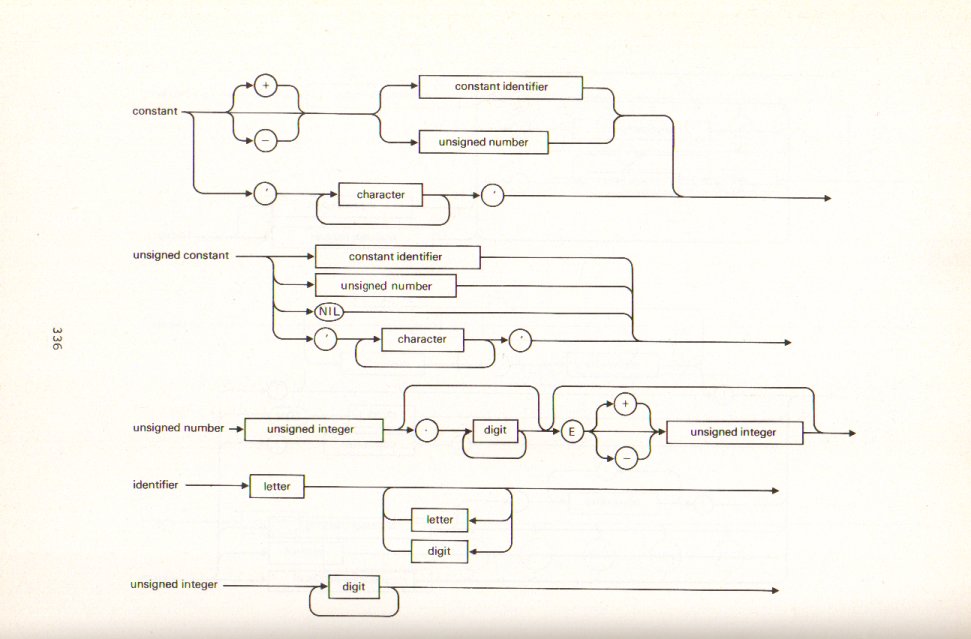 +
constant identifier
constant
−
unsigned number
' character '
unsigned constant constant identifier
unsigned number
NIL
' character '
336
+
unsigned number unsigned integer . digit E unsigned integer
−
identifier letter
letter
digit
unsigned integer digit